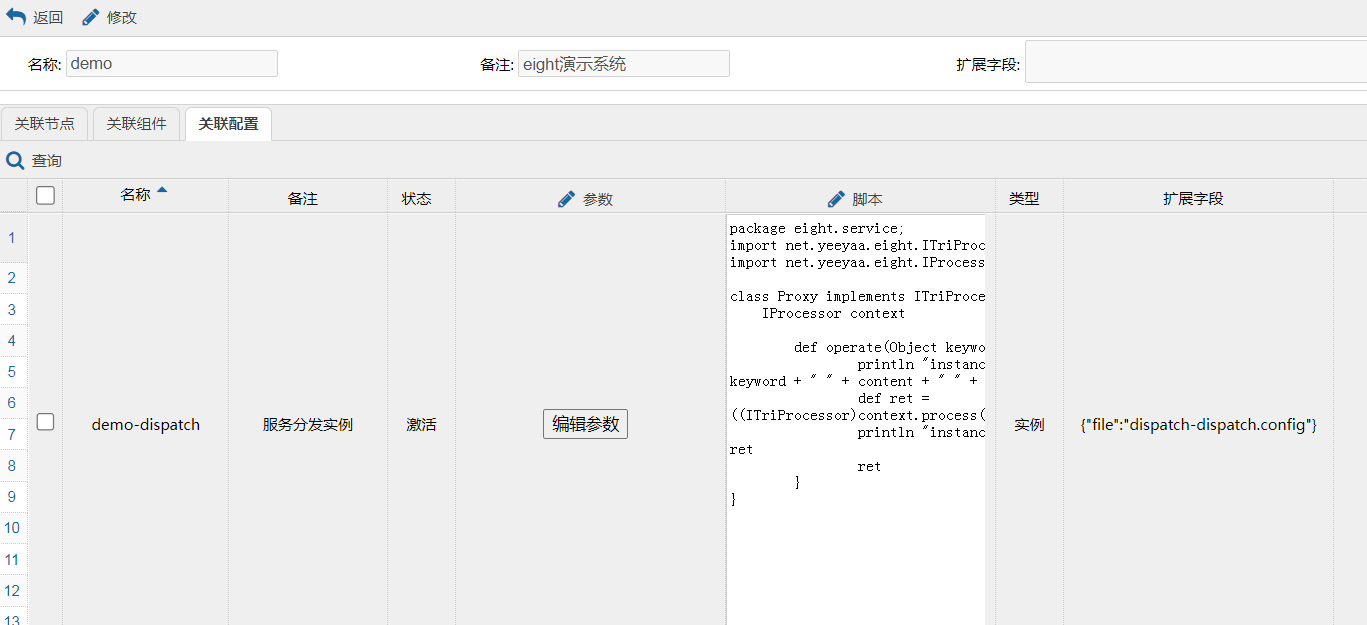 返回 修改
名称: demo 备注: eight演示系统 扩展字段:
关联节点 关联组件 关联配置
查询
名称 备注 状态 参数 脚本 类型 扩展字段
1
2
3
4
5
6
7
8
9
10
11
12
13
demo-dispatch 服务分发实例 激活 编辑参数
package eight.service;
import net.yeeyaa.eight.ITriProc
import net.yeeyaa.eight.IProcess
class Proxy implements ITriProce
IProcessor context
def operate(Object keywo
println "instanc
keyword + " " + content + " " +
def ret =
((ITriProcessor)context.process(
println "instanc
ret
ret
}
}
实例 {"file":"dispatch-dispatch.config"}